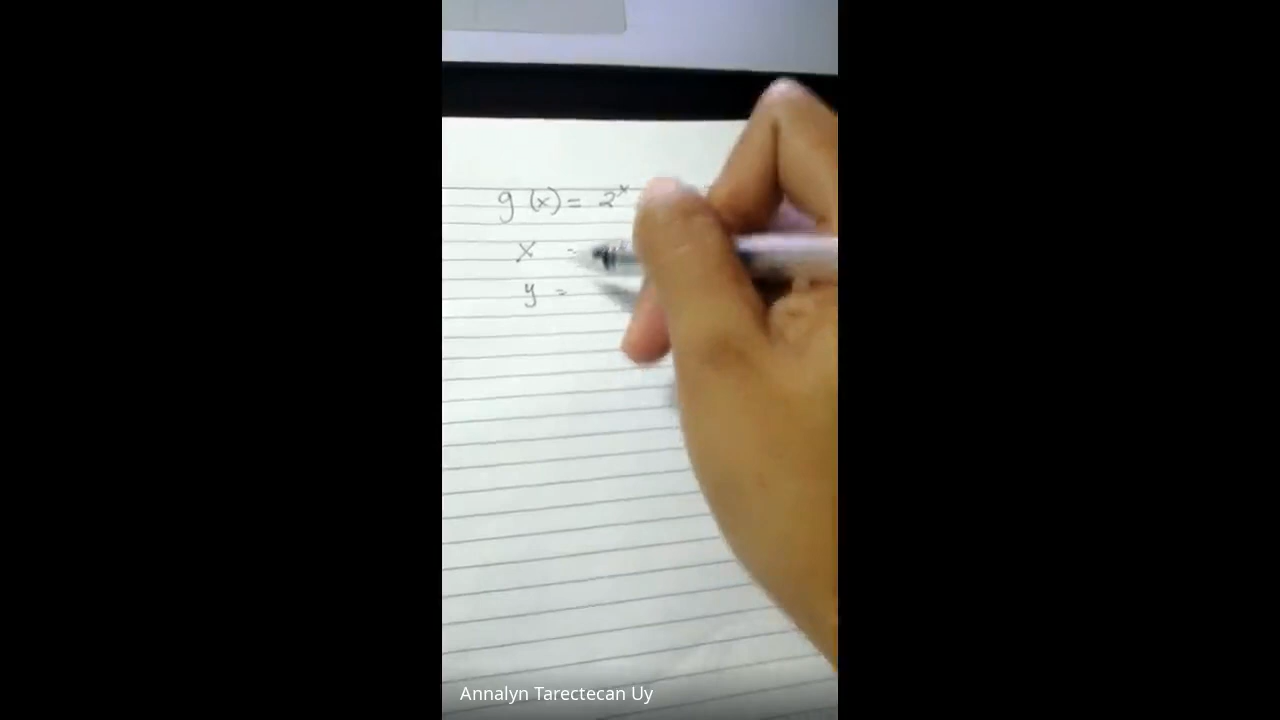 g (x) = 2^x
x =
y =
Annalyn Tarectecan Uy